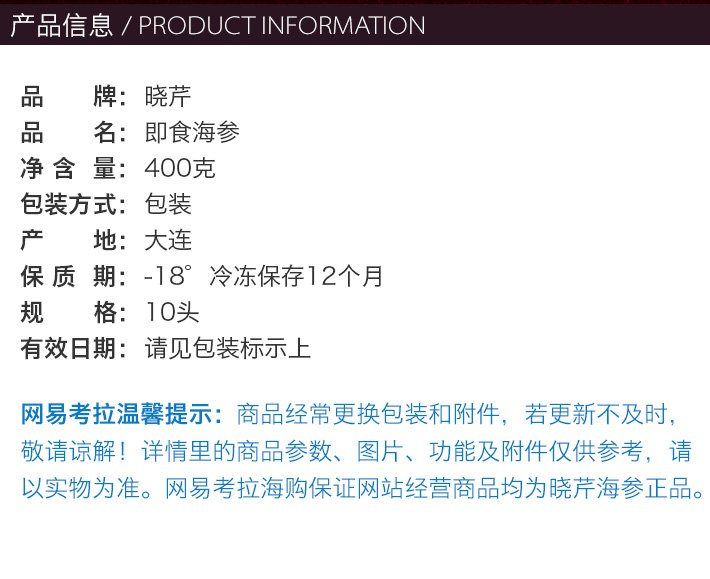 产品信息 / PRODUCT INFORMATION
品 牌：晓芹
品 名：即食海参
净 含 量：400克
包装方式：包装
产 地：大连
保 质 期：-18° 冷冻保存12个月
规 格：10头
有效日期：请见包装标示上
网易考拉温馨提示：商品经常更换包装和附件，若更新不及时，
敬请谅解！详情里的商品参数、图片、功能及附件仅供参考，请
以实物为准。网易考拉海购保证网站经营商品均为晓芹海参正品。